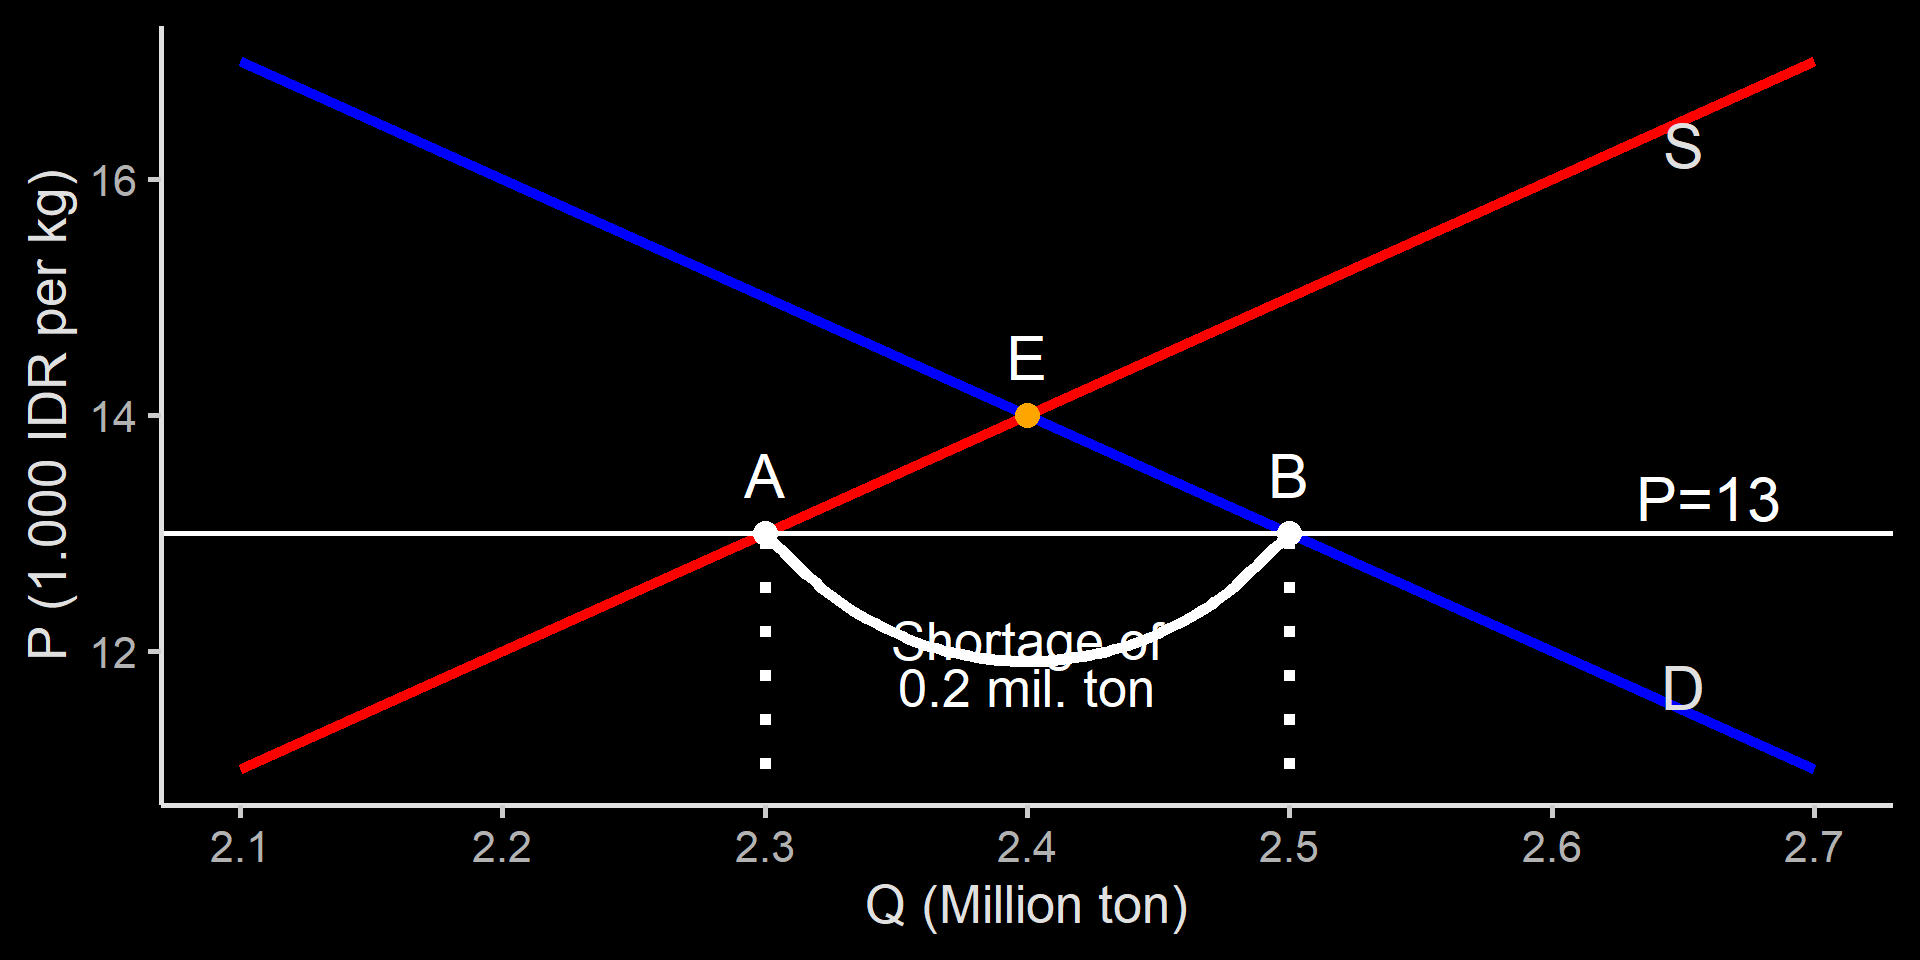 S
16
E
14
A
B
P=13
P (1.000 IDR per kg)
Shortage of
0.2 mil. ton
12
D
2.1 2.2 2.3 2.4 2.5 2.6 2.7
Q (Million ton)